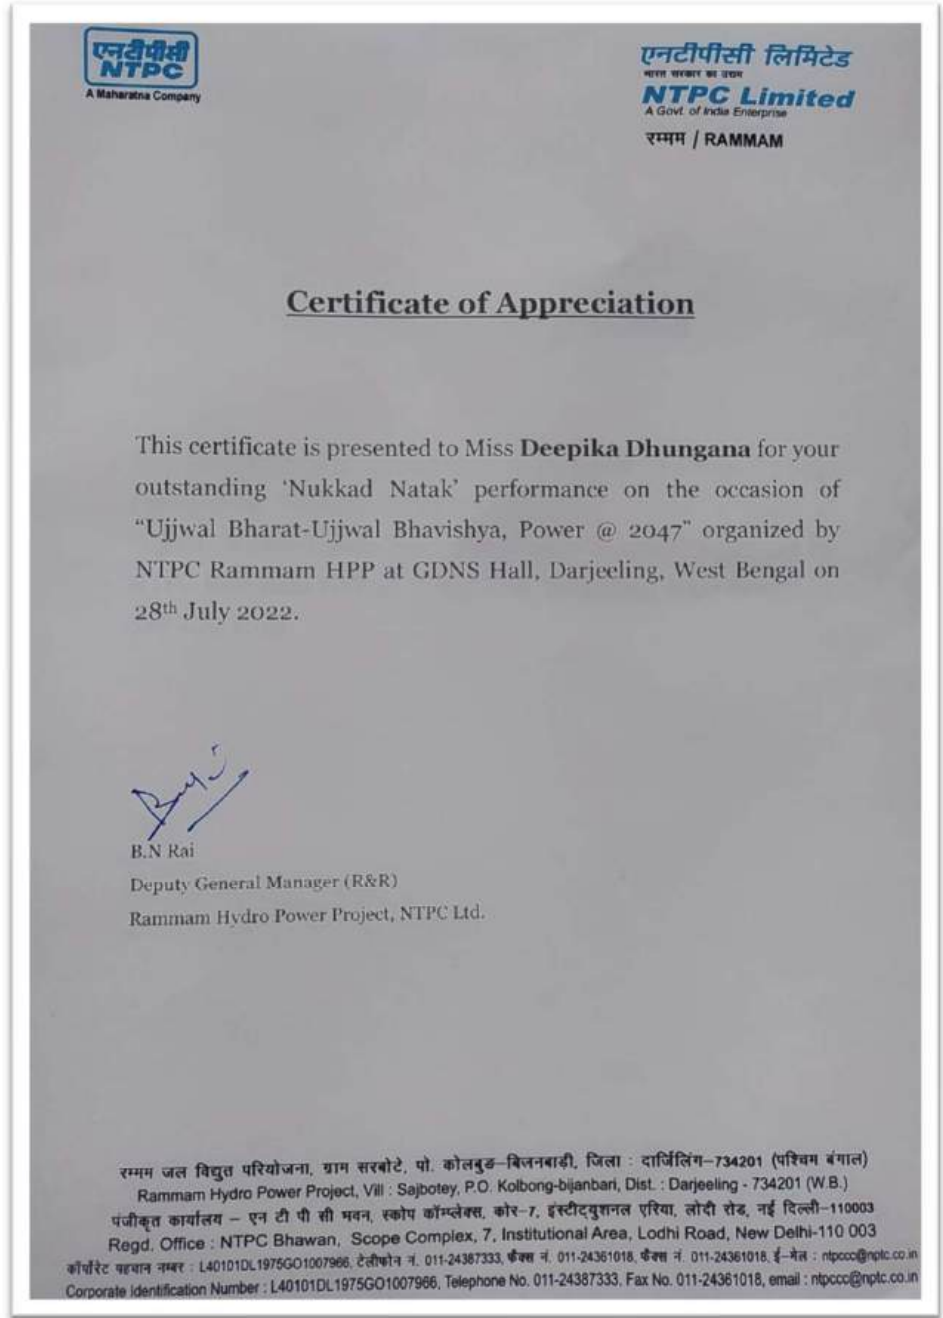 एनटीपीसी
NTPC
A Maharatna Company
एनटीपीसी लिमिटेड
भारत सरकार का उद्यम
NTPC Limited
A Govt. of India Enterprise
रम्माम / RAMMAM
Certificate of Appreciation
This certificate is presented to Miss Deepika Dhungana for your
outstanding ‘Nukkad Natak’ performance on the occasion of
“Ujjwal Bharat-Ujjwal Bhavishya, Power @ 2047” organized by
NTPC Rammam HPP at GDNS Hall, Darjeeling, West Bengal on
28th July 2022.
B.N Rai
Deputy General Manager (R&R)
Rammam Hydro Power Project, NTPC Ltd.
रम्मम जल विद्युत परियोजना, ग्राम सरबोटे, पो. कोलबुङ–बिजनबाडी, जिला : दार्जिलिंग–734201 (पश्चिम बंगाल)
Rammam Hydro Power Project, Vill : Sajbotey, P.O. Kolbong-bijanbari, Dist. : Darjeeling - 734201 (W.B.)
पंजीकृत कार्यालय – एन टी पी सी भवन, स्कोप कॉम्प्लेक्स, कोर–7, इंस्टीट्युशनल एरिया, लोदी रोड, नई दिल्ली–110003
Regd. Office : NTPC Bhawan, Scope Complex, 7, Institutional Area, Lodhi Road, New Delhi-110 003
कॉर्पोरेट पहचान नम्बर : L40101DL1975GO1007966, टेलीफोन नं. 011-24387333, फैक्स नं. 011-24361018, फैक्स नं. 011-24361018, ई–मेल : ntpccc@nptc.co.in
Corporate Identification Number : L40101DL1975GO1007966, Telephone No. 011-24387333, Fax No. 011-24361018, email : ntpccc@nptc.co.in